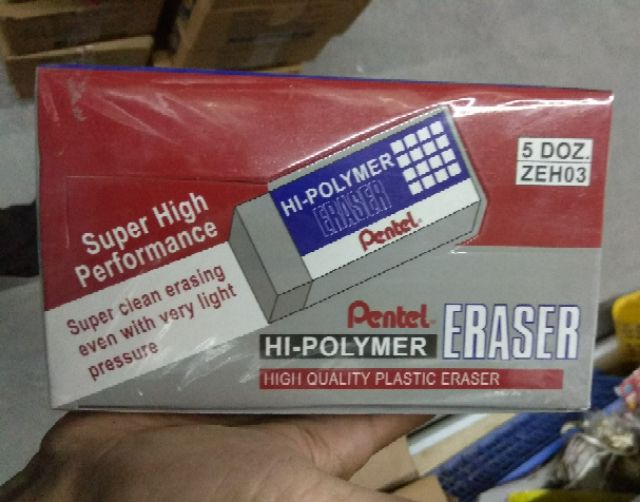 5 DOZ.
ZEH03
HI-POLYMER
ERASER
Pentel
Super High
Performance
Super clean erasing
even with very light
pressure
Pentel
HI-POLYMER ERASER
HIGH QUALITY PLASTIC ERASER